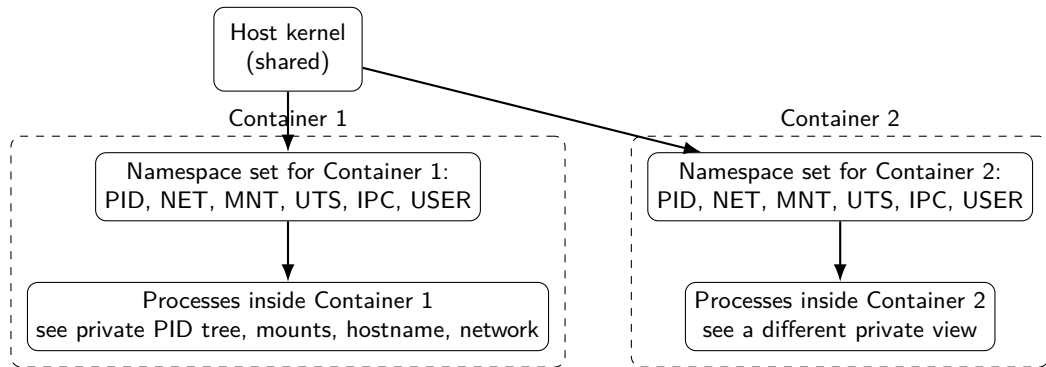 Host kernel
(shared)
Container 1
Container 2
Namespace set for Container 1:
PID, NET, MNT, UTS, IPC, USER
Namespace set for Container 2:
PID, NET, MNT, UTS, IPC, USER
Processes inside Container 1
see private PID tree, mounts, hostname, network
Processes inside Container 2
see a different private view